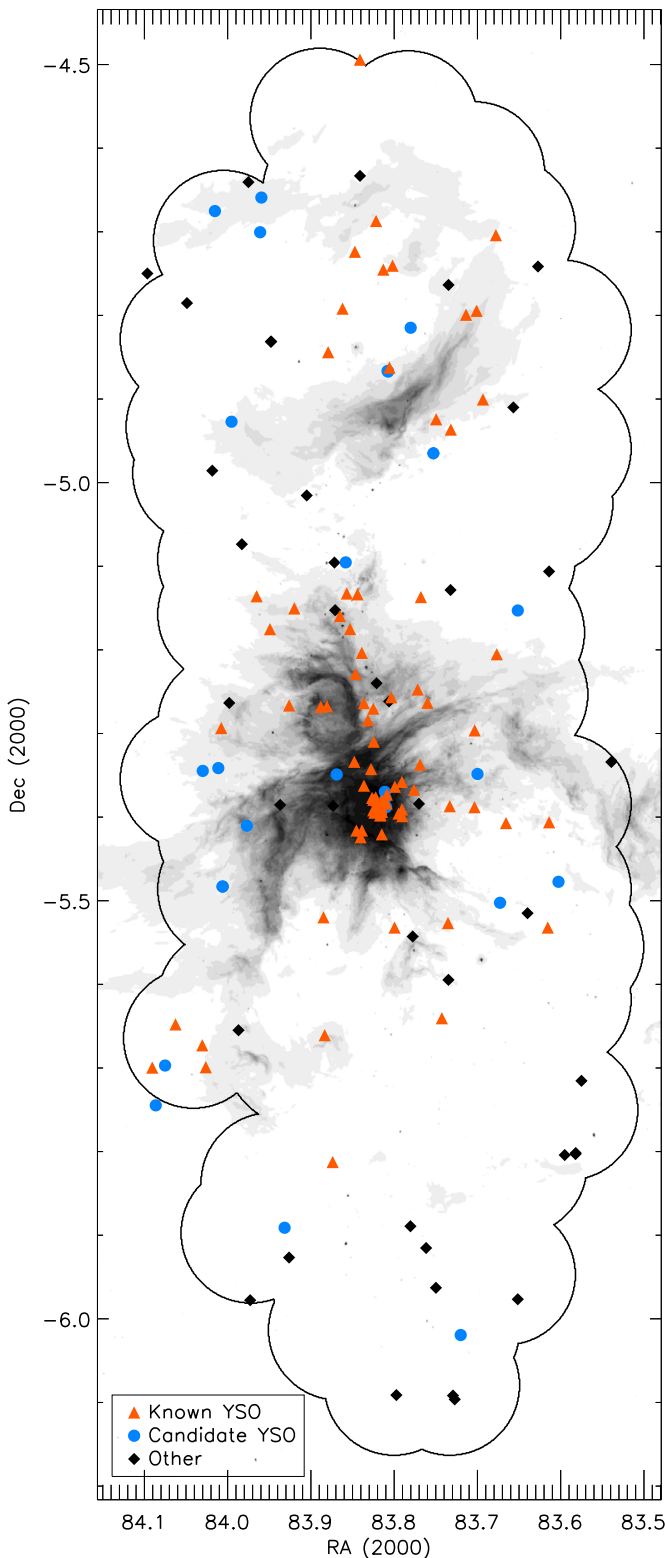 -4.5
-5.0
-5.5
-6.0
Dec (2000)
Known YSO
Candidate YSO
Other
84.1 84.0 83.9 83.8 83.7 83.6 83.5
RA (2000)